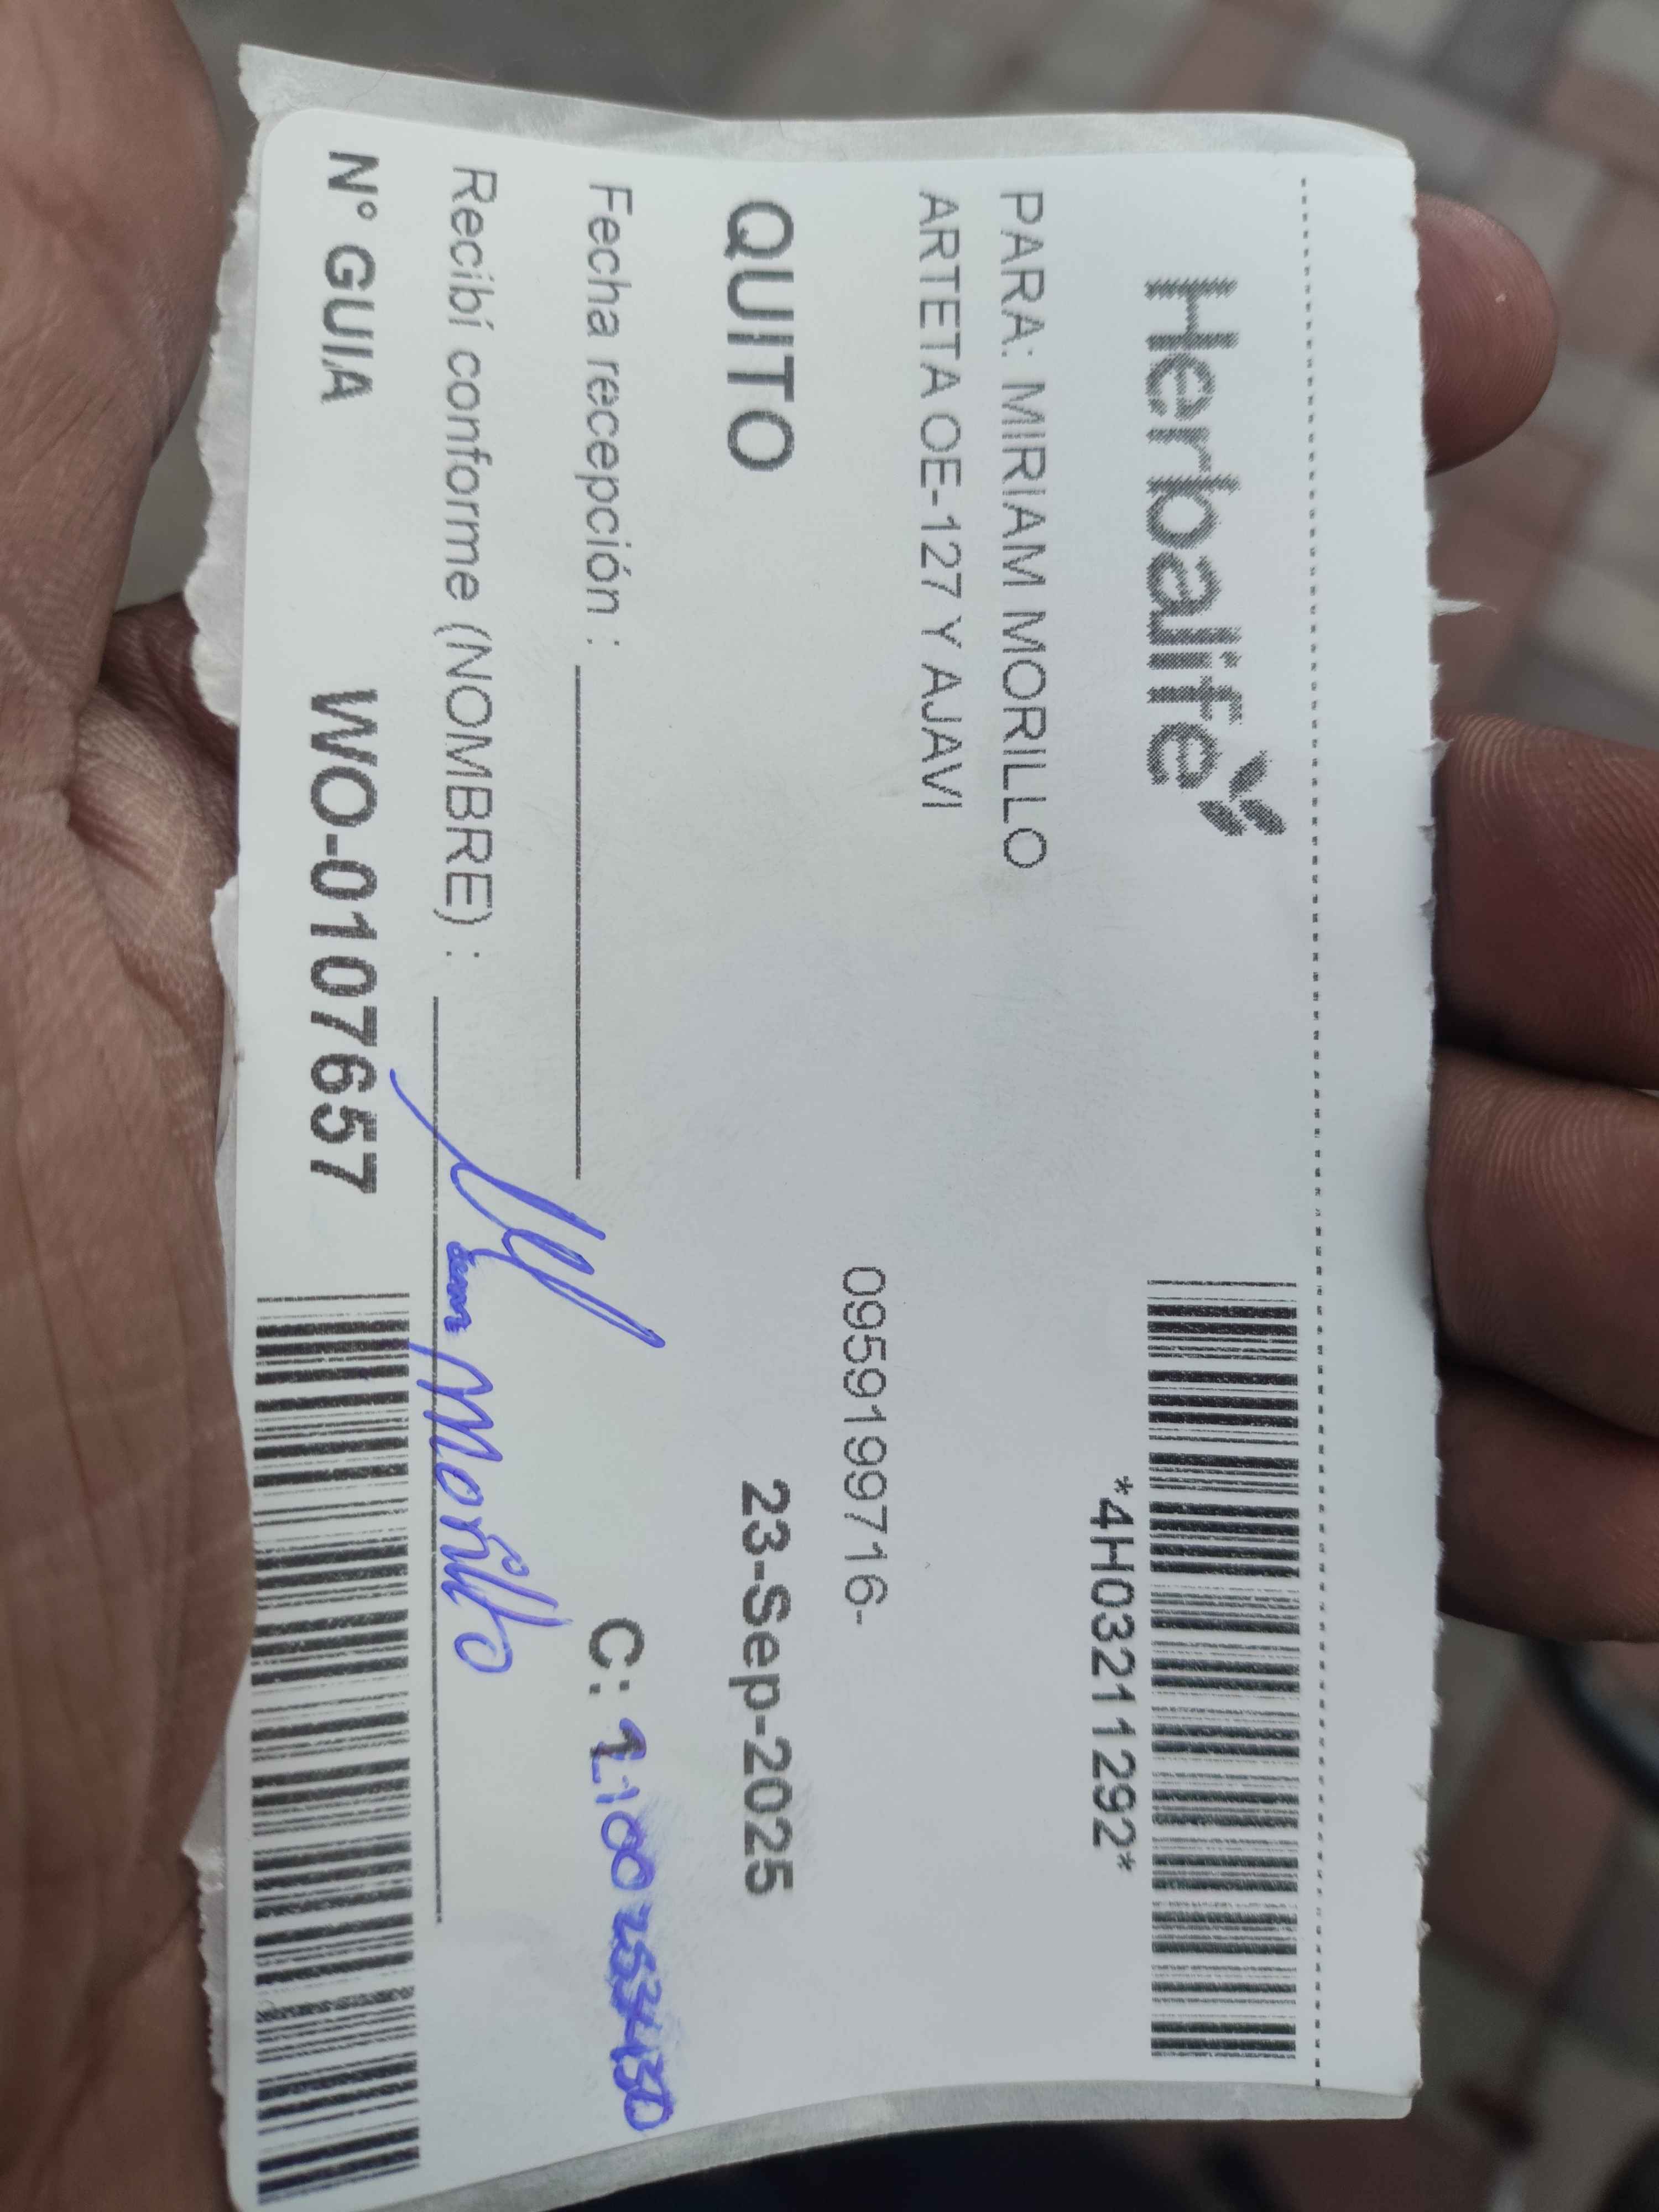 Herbalife
*4H03211292*
PARA: MIRIAM MORILLO
ARTETA OE-127 Y AJAVI
0959199716-
QUITO 23-Sep-2025
Fecha recepción : C:
Recibí conforme (NOMBRE) : Morillo
N° GUIA WO-0107657